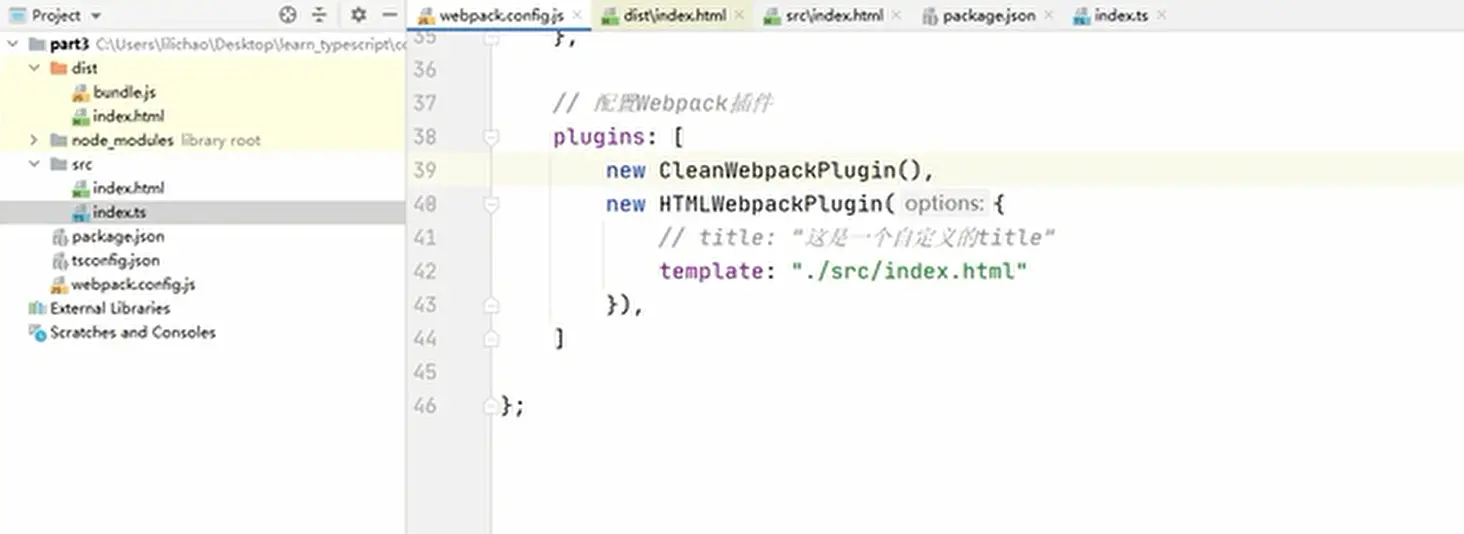 Project
part3 C:\Users\lilichao\Desktop\learn_typescript\cc
dist
bundle.js
index.html
node_modules library root
src
index.html
index.ts
package.json
tsconfig.json
webpack.config.js
External Libraries
Scratches and Consoles
webpack.config.js dist\index.html src\index.html package.json index.ts
35 },
36
37 // 配置Webpack插件
38 plugins: [
39 new CleanWebpackPlugin(),
40 new HTMLWebpackPlugin( options: {
41 // title: "这是一个自定义的title"
42 template: "./src/index.html"
43 }),
44 ]
45
46 };